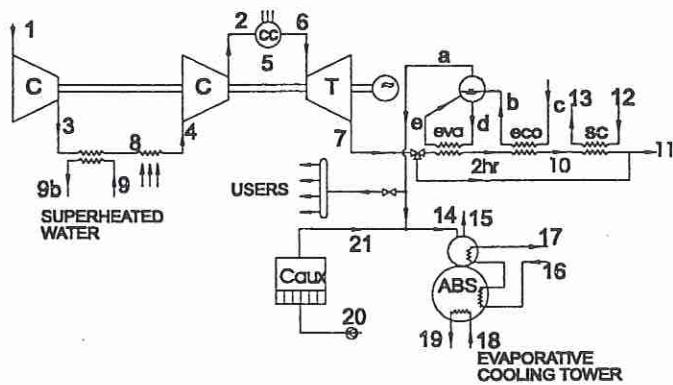 1
2
6
CC
5
C
C
T
~
a
b
c
13
12
e
d
3
8
4
7
eva
eco
sc
2hr
10
11
9b
9
USERS
SUPERHEATED
WATER
14
15
17
21
16
Caux
ABS
20
19
18
EVAPORATIVE
COOLING TOWER